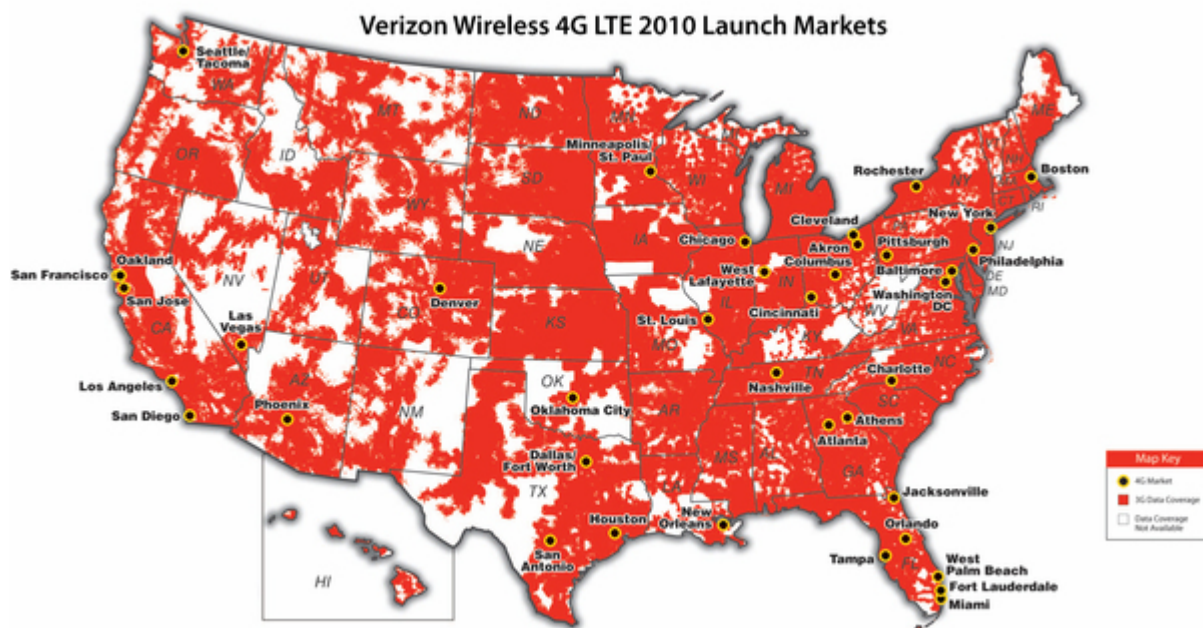 Verizon Wireless 4G LTE 2010 Launch Markets
Seattle/
Tacoma
WA
MT
ND
MN
MI
ME
OR
ID
WY
SD
Minneapolis/
St. Paul
WI
MI
Rochester
NY
NH
Boston
CT
RI
Cleveland
New York
NE
IA
Chicago
Akron
Pittsburgh
PA
NJ
Philadelphia
Columbus
Oakland
San Francisco
San Jose
NV
UT
CO
Denver
KS
West
Lafayette
IL
IN
Baltimore
DE
MD
Washington
DC
Cincinnati
WV
VA
Las
Vegas
CA
St. Louis
MO
KY
NC
Los Angeles
AZ
NM
OK
Oklahoma City
AR
Nashville
TN
Charlotte
SC
San Diego
Phoenix
Athens
Atlanta
Dallas/
Fort Worth
MS
AL
GA
TX
LA
Jacksonville
Houston
New
Orleans
Orlando
San
Antonio
Tampa
FL
West
Palm Beach
Fort Lauderdale
Miami
HI
Map Key
4G Market
3G Data Coverage
Data Coverage
Not Available